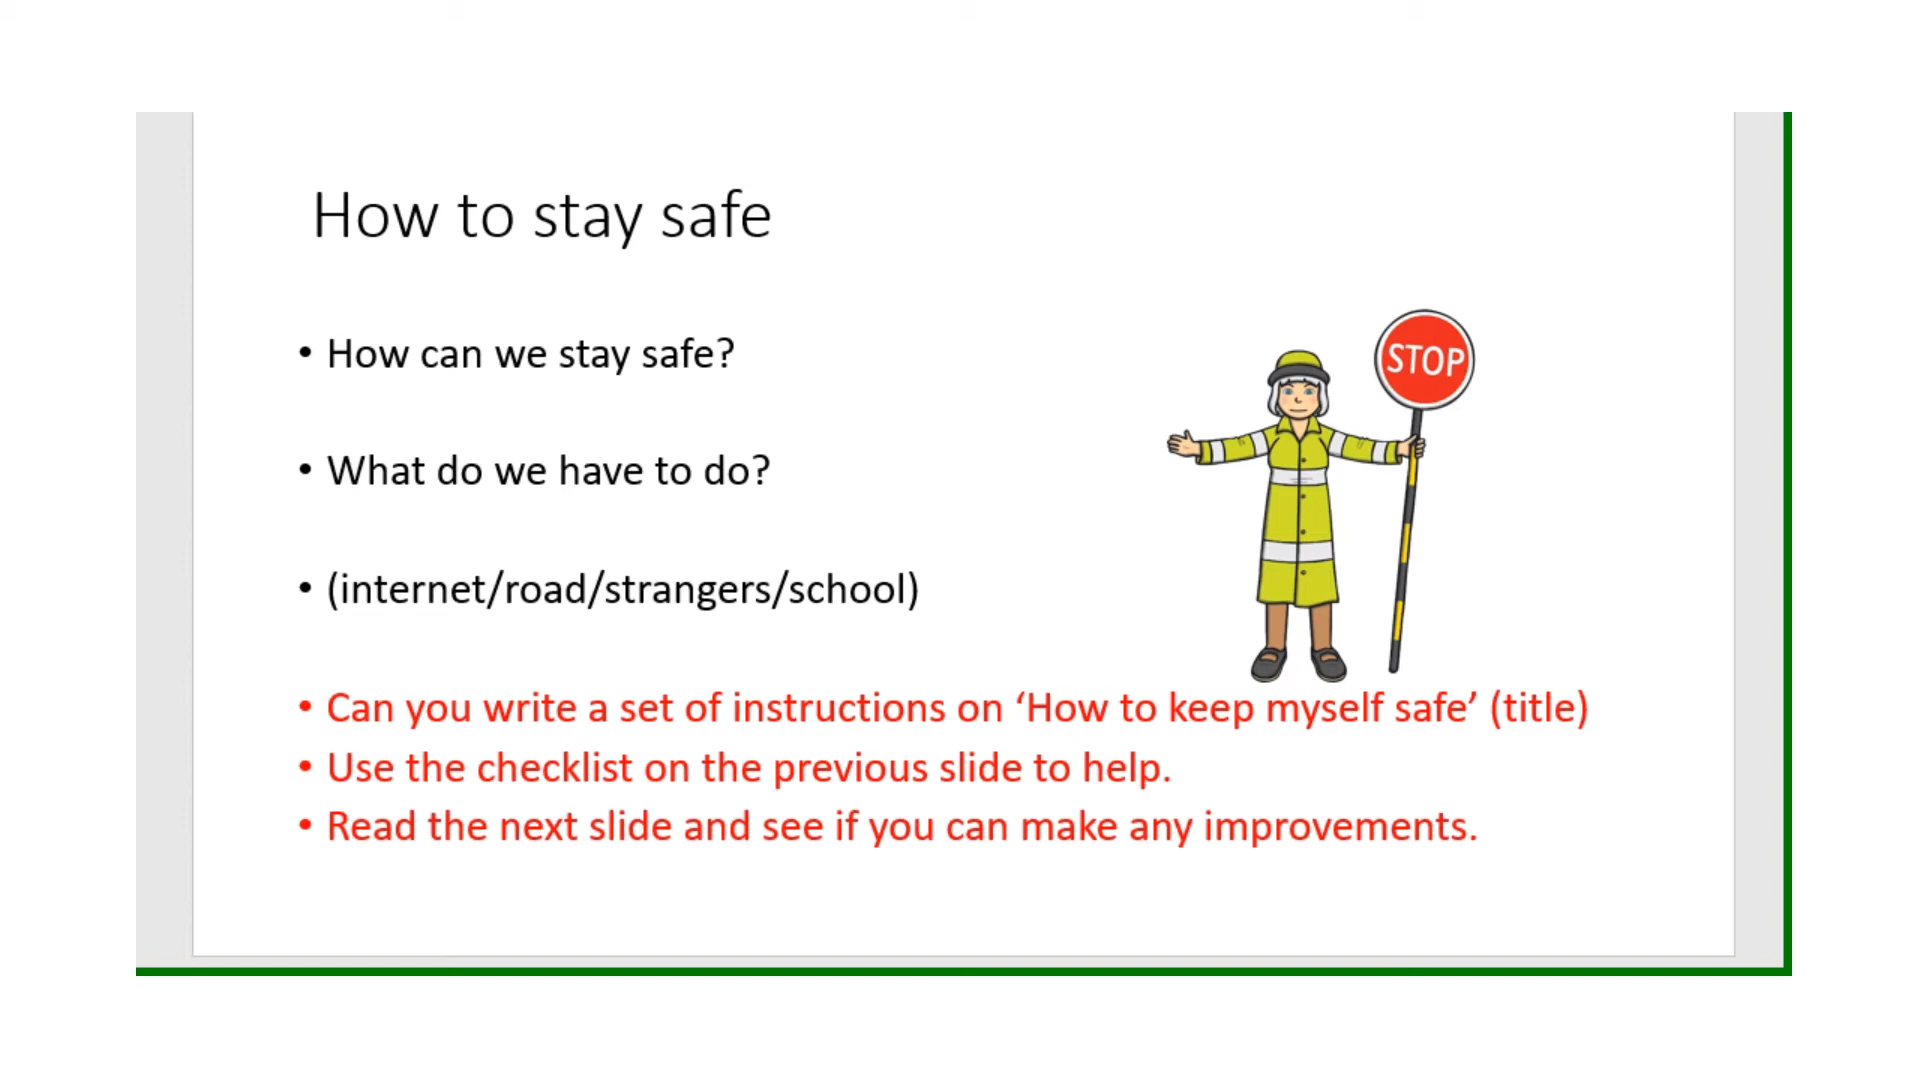 How to stay safe
• How can we stay safe?
• What do we have to do?
• (internet/road/strangers/school)
STOP
• Can you write a set of instructions on ‘How to keep myself safe’ (title)
• Use the checklist on the previous slide to help.
• Read the next slide and see if you can make any improvements.